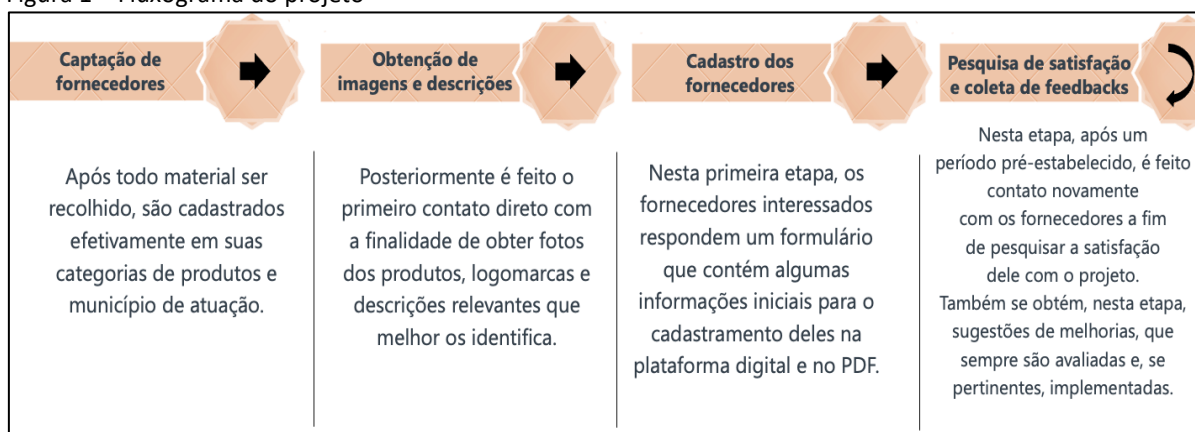 Figura 1 – Fluxograma do projeto
Captação de
fornecedores
Após todo material ser
recolhido, são cadastrados
efetivamente em suas
categorias de produtos e
município de atuação.
Obtenção de
imagens e descrições
Posteriormente é feito o
primeiro contato direto com
a finalidade de obter fotos
dos produtos, logomarcas e
descrições relevantes que
melhor os identifica.
Cadastro dos
fornecedores
Nesta primeira etapa, os
fornecedores interessados
respondem um formulário
que contém algumas
informações iniciais para o
cadastramento deles na
plataforma digital e no PDF.
Pesquisa de satisfação
e coleta de feedbacks
Nesta etapa, após um
período pré-estabelecido, é feito
contato novamente
com os fornecedores a fim
de pesquisar a satisfação
dele com o projeto.
Também se obtém, nesta etapa,
sugestões de melhorias, que
sempre são avaliadas e, se
pertinentes, implementadas.